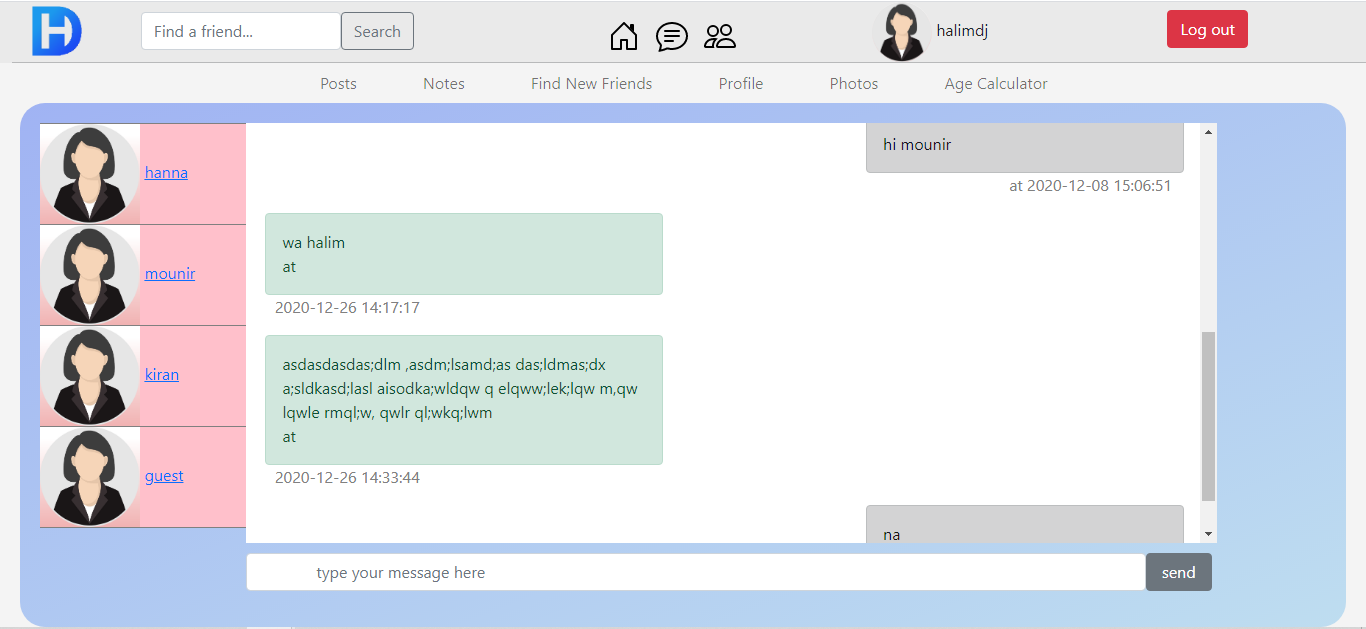 HD
Find a friend...
Search
halimdj
Log out
Posts
Notes
Find New Friends
Profile
Photos
Age Calculator
hanna
mounir
kiran
guest
hi mounir
at 2020-12-08 15:06:51
wa halim
at
2020-12-26 14:17:17
asdasdasdas;dlm ,asdm;lsamd;as das;ldmas;dx
a;sldkasd;lasl aisodka;wldqw q elqww;lek;lqw m,qw
lqwle rmql;w, qwlr ql;wkq;lwm
at
2020-12-26 14:33:44
na
type your message here
send